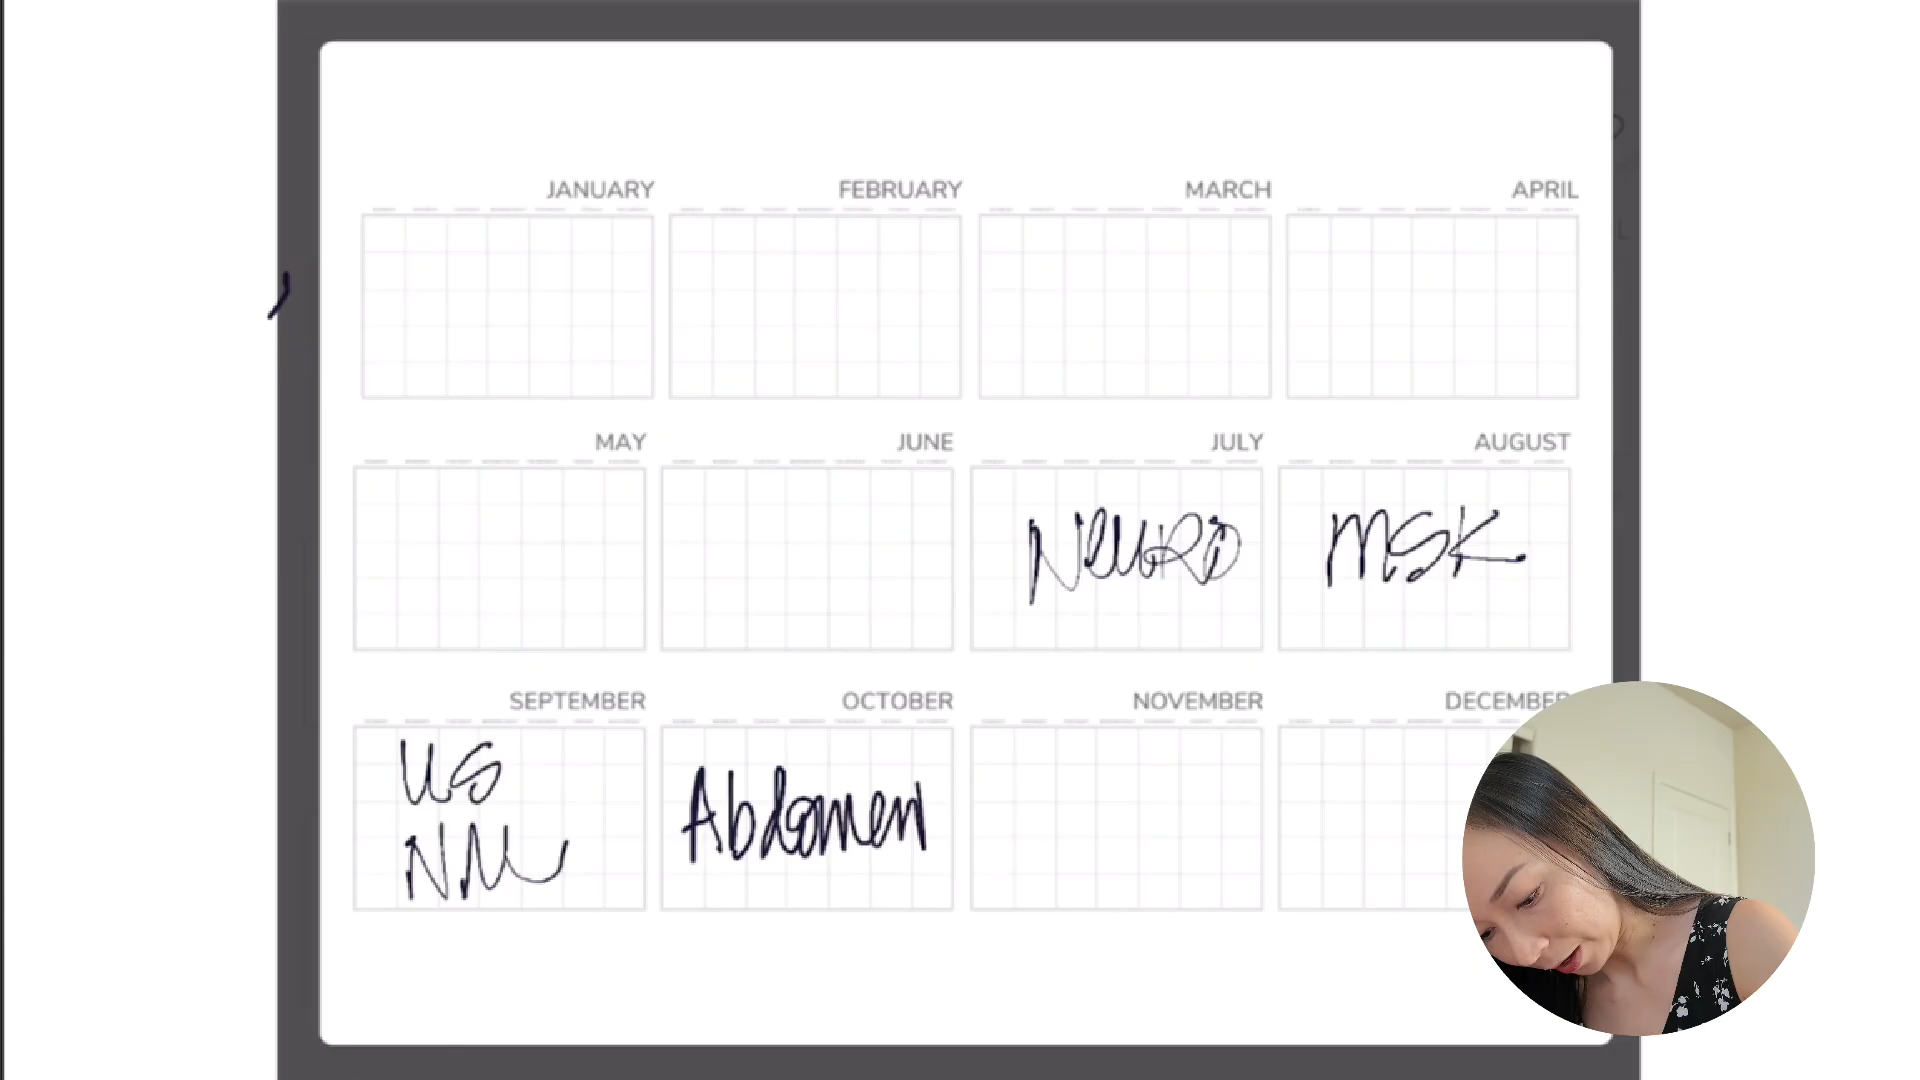 JANUARY FEBRUARY MARCH APRIL
MAY JUNE JULY AUGUST
NEURO MSK
SEPTEMBER OCTOBER NOVEMBER DECEMBER
US
NM
Abdomen